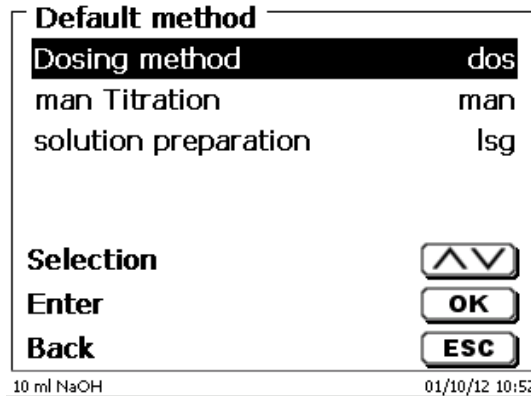 Default method
Dosing method dos
man Titration man
solution preparation lsg
Selection
Enter OK
Back ESC
10 ml NaOH 01/10/12 10:52